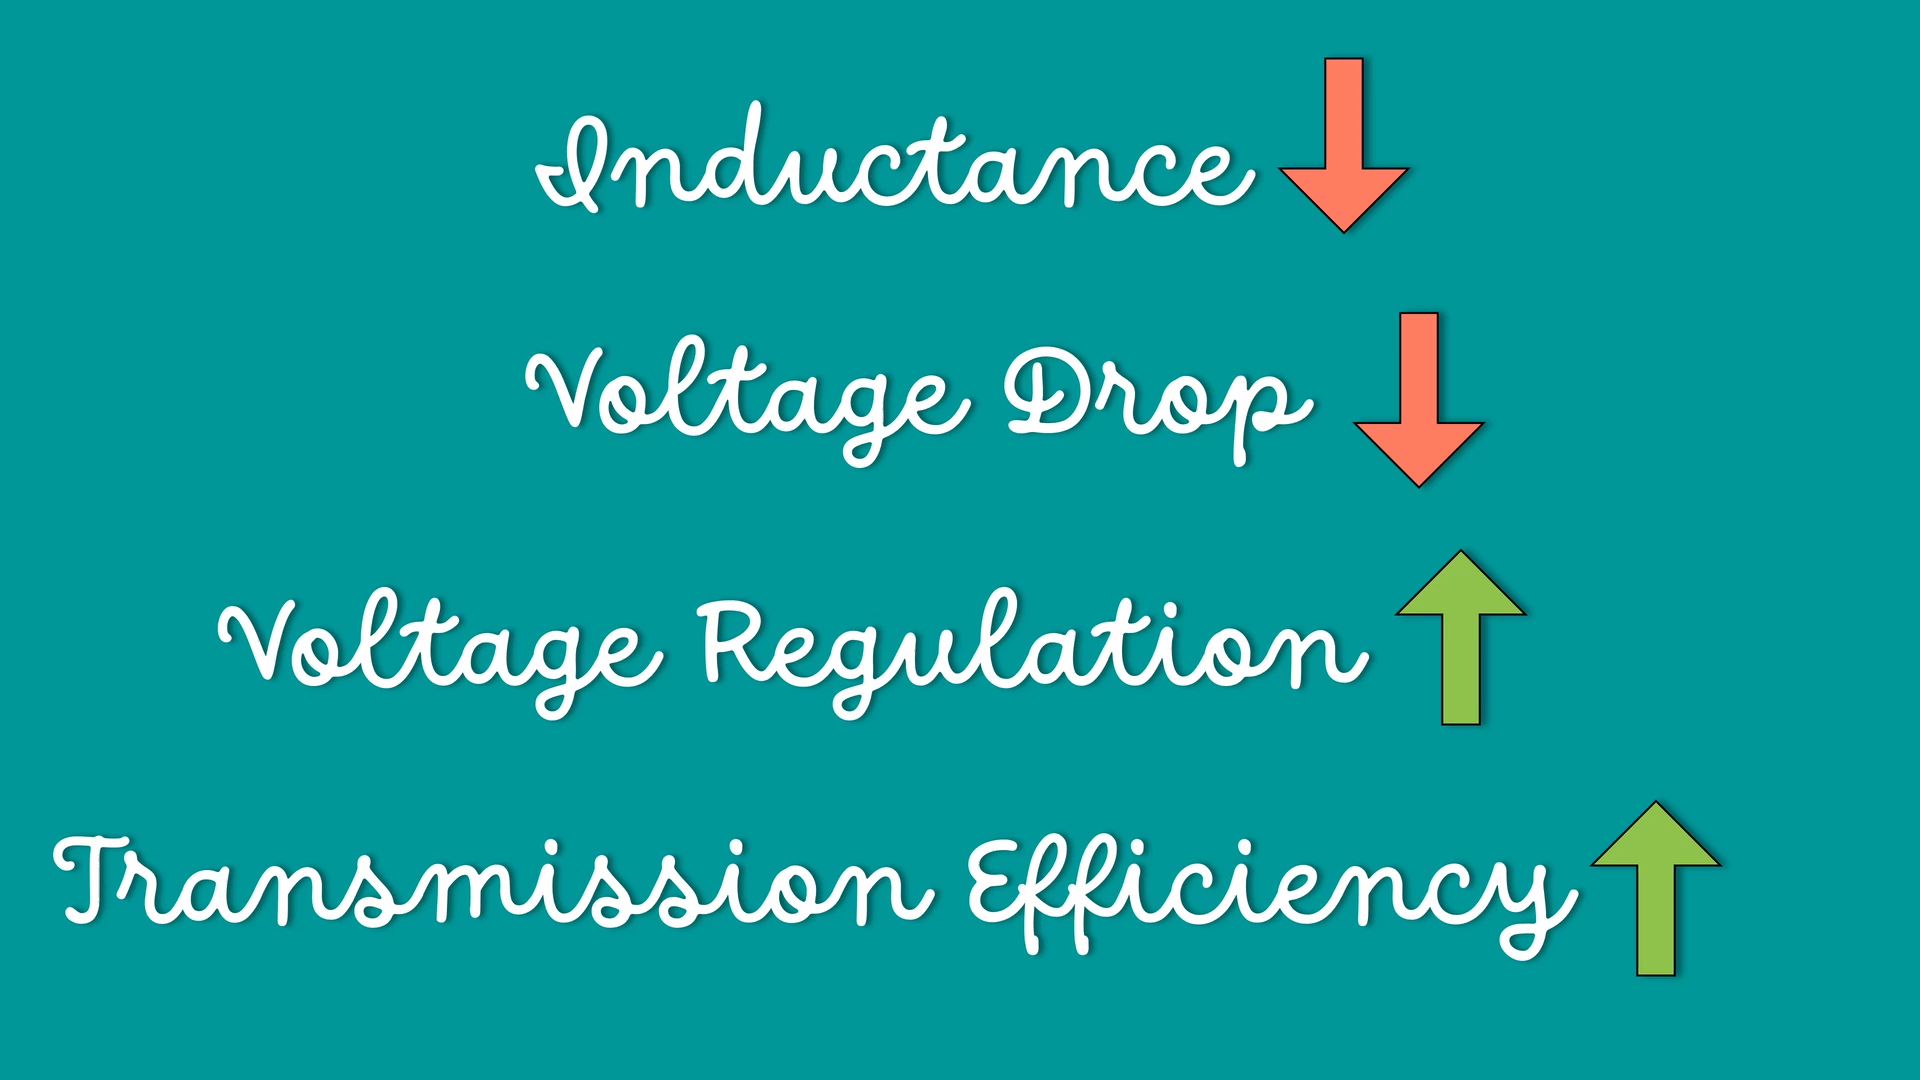 Inductance
Voltage Drop
Voltage Regulation
Transmission Efficiency